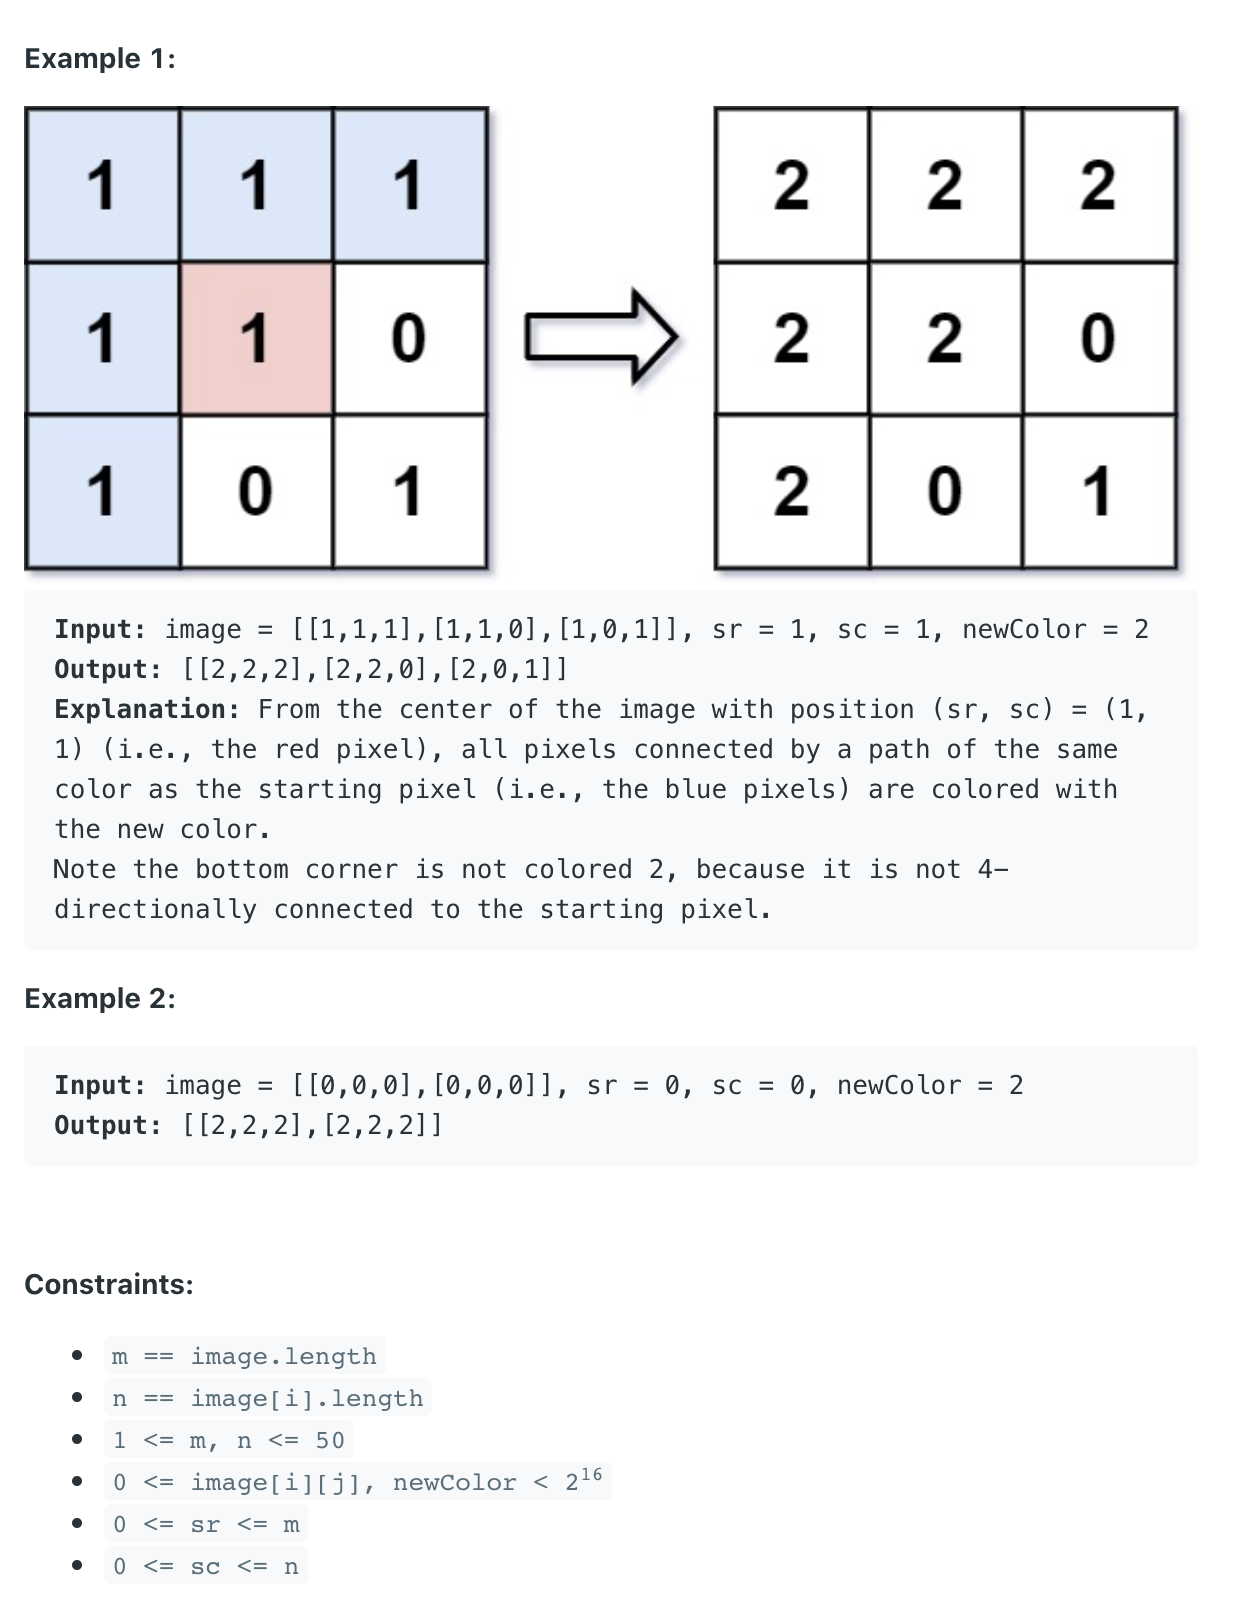 Example 1:
1 1 1 2 2 2
1 1 0 2 2 0
1 0 1 2 0 1
Input: image = [[1,1,1],[1,1,0],[1,0,1]], sr = 1, sc = 1, newColor = 2
Output: [[2,2,2],[2,2,0],[2,0,1]]
Explanation: From the center of the image with position (sr, sc) = (1,
1) (i.e., the red pixel), all pixels connected by a path of the same
color as the starting pixel (i.e., the blue pixels) are colored with
the new color.
Note the bottom corner is not colored 2, because it is not 4-
directionally connected to the starting pixel.
Example 2:
Input: image = [[0,0,0],[0,0,0]], sr = 0, sc = 0, newColor = 2
Output: [[2,2,2],[2,2,2]]
Constraints:
• m == image.length
• n == image[i].length
• 1 <= m, n <= 50
• 0 <= image[i][j], newColor < 2¹⁶
• 0 <= sr <= m
• 0 <= sc <= n